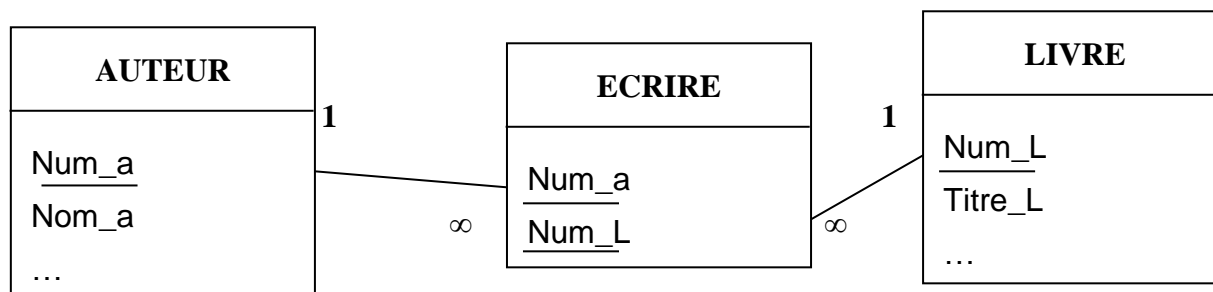 AUTEUR
Num_a
Nom_a
…
1
∞
ECRIRE
Num_a
Num_L
1
∞
LIVRE
Num_L
Titre_L
…